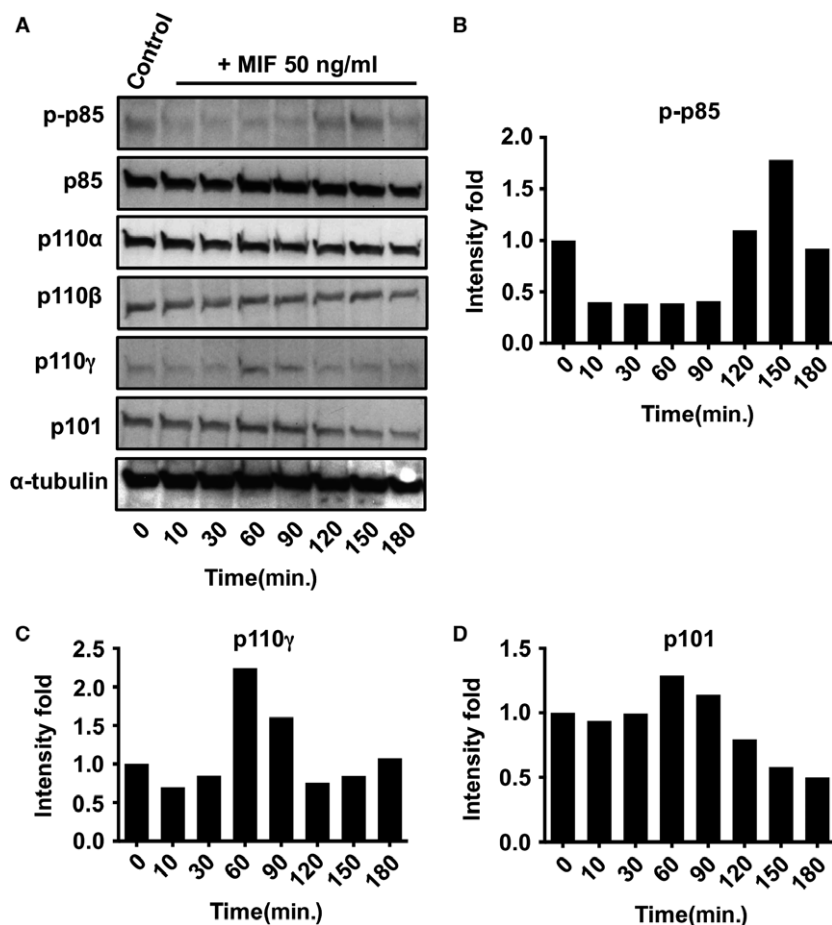 A
Control
+ MIF 50 ng/ml
p-p85
p85
p110α
p110β
p110γ
p101
α-tubulin
0 10 30 60 90 120 150 180
Time(min.)
B
p-p85
Intensity fold
2.0
1.5
1.0
0.5
0.0
0 10 30 60 90 120 150 180
Time(min.)
C
p110γ
Intensity fold
2.5
2.0
1.5
1.0
0.5
0.0
0 10 30 60 90 120 150 180
Time(min.)
D
p101
Intensity fold
1.5
1.0
0.5
0.0
0 10 30 60 90 120 150 180
Time(min.)